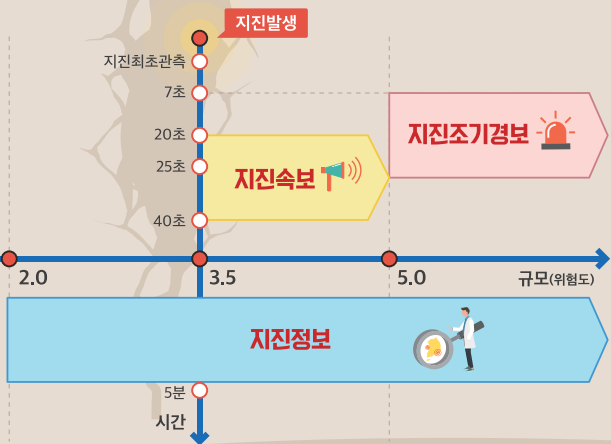 지진발생
지진최초관측
7초
20초
25초
40초
지진속보
지진조기경보
2.0
3.5
5.0
규모(위험도)
지진정보
5분
시간